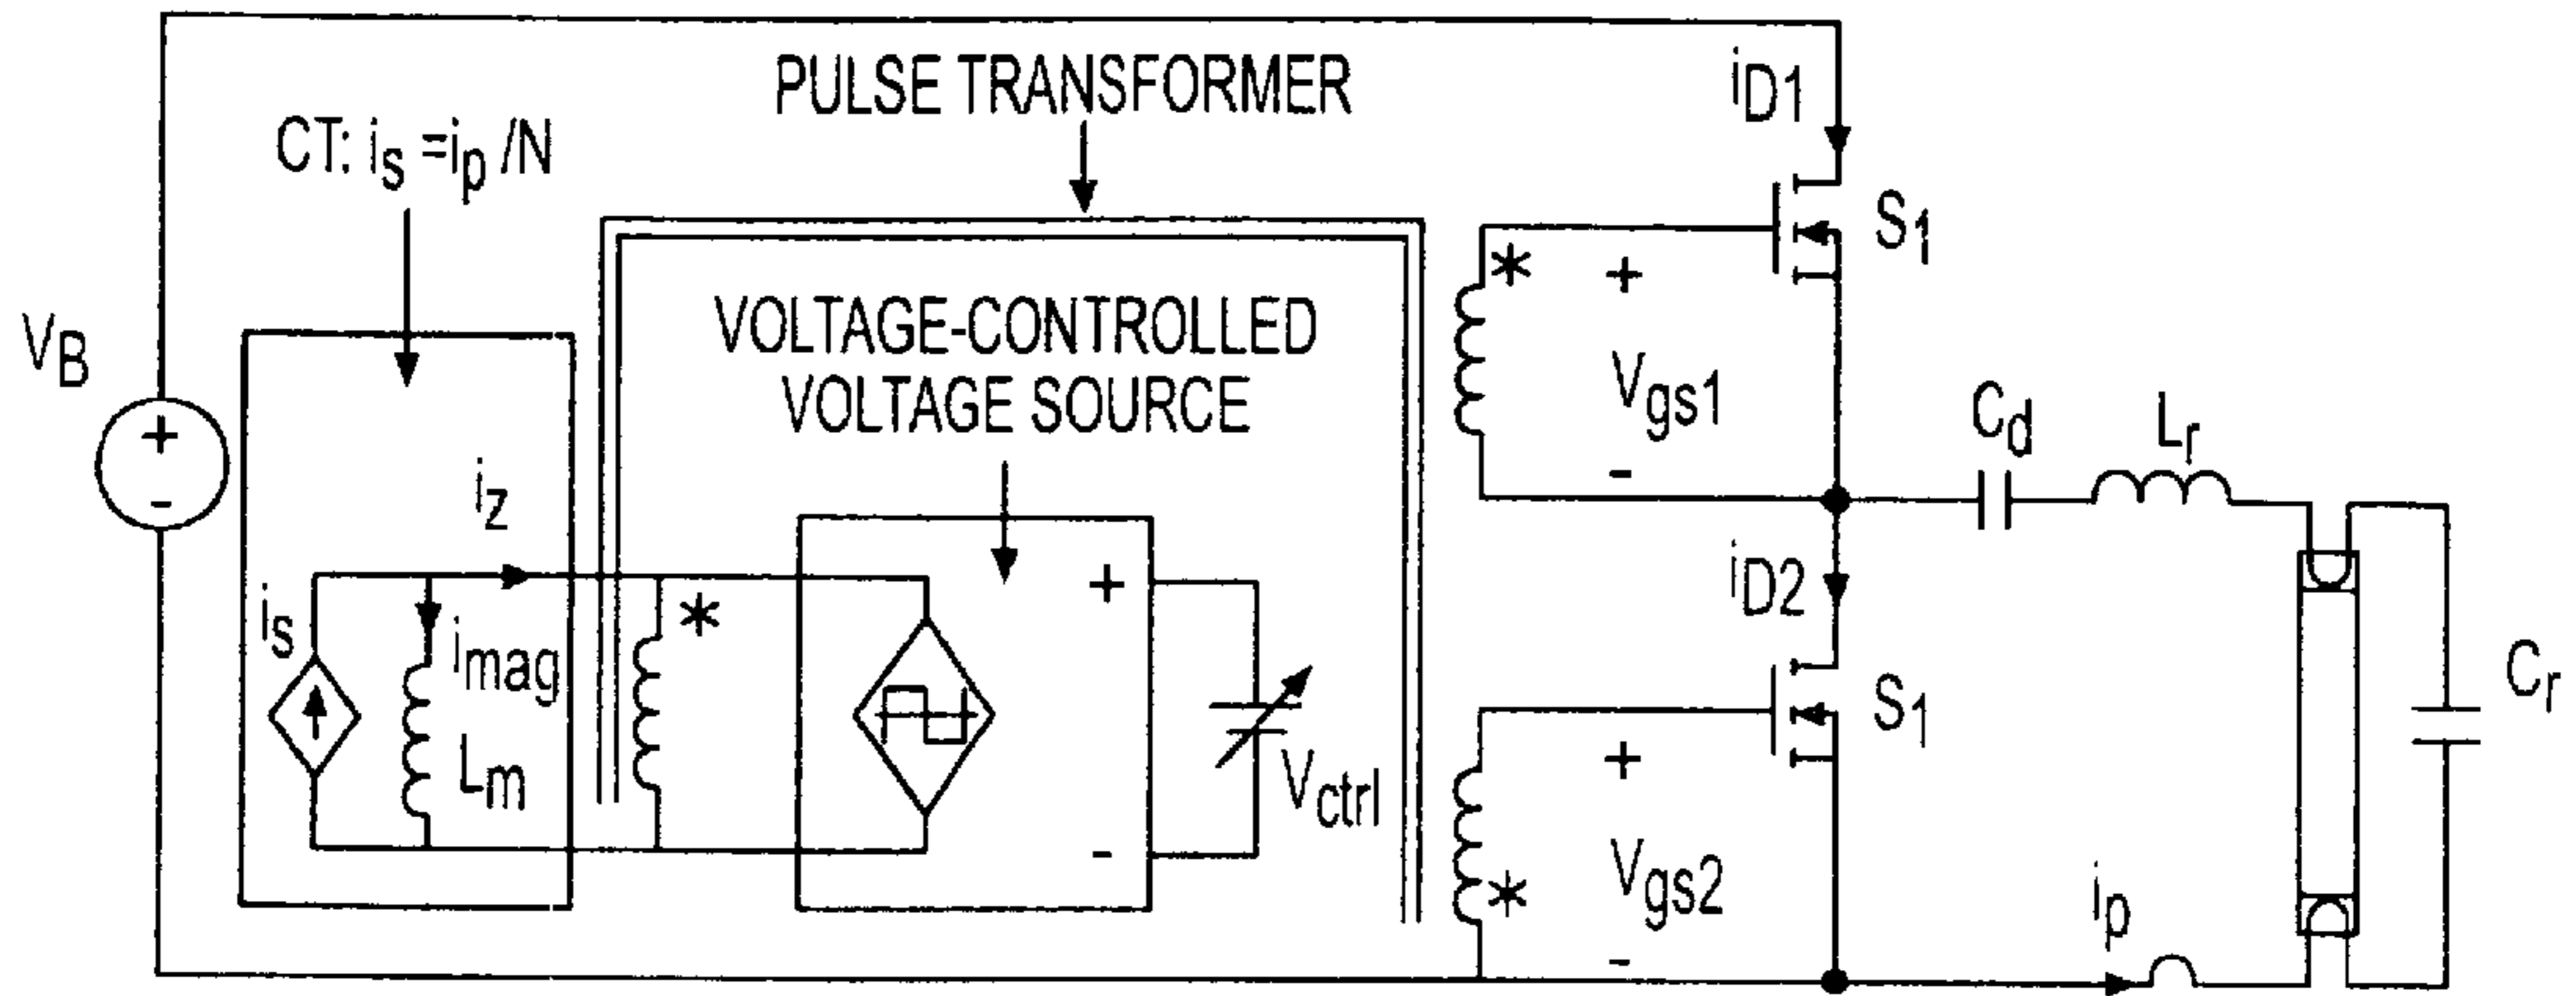 PULSE TRANSFORMER
iD1
CT: is =ip /N
S1
*
+
VOLTAGE-CONTROLLED
VOLTAGE SOURCE
VB
Vgs1
Cd
Lr
+
-
-
iz
iD2
+
*
is
imag
+
S1
Cr
Lm
Vctrl
-
Vgs2
*
ip
-